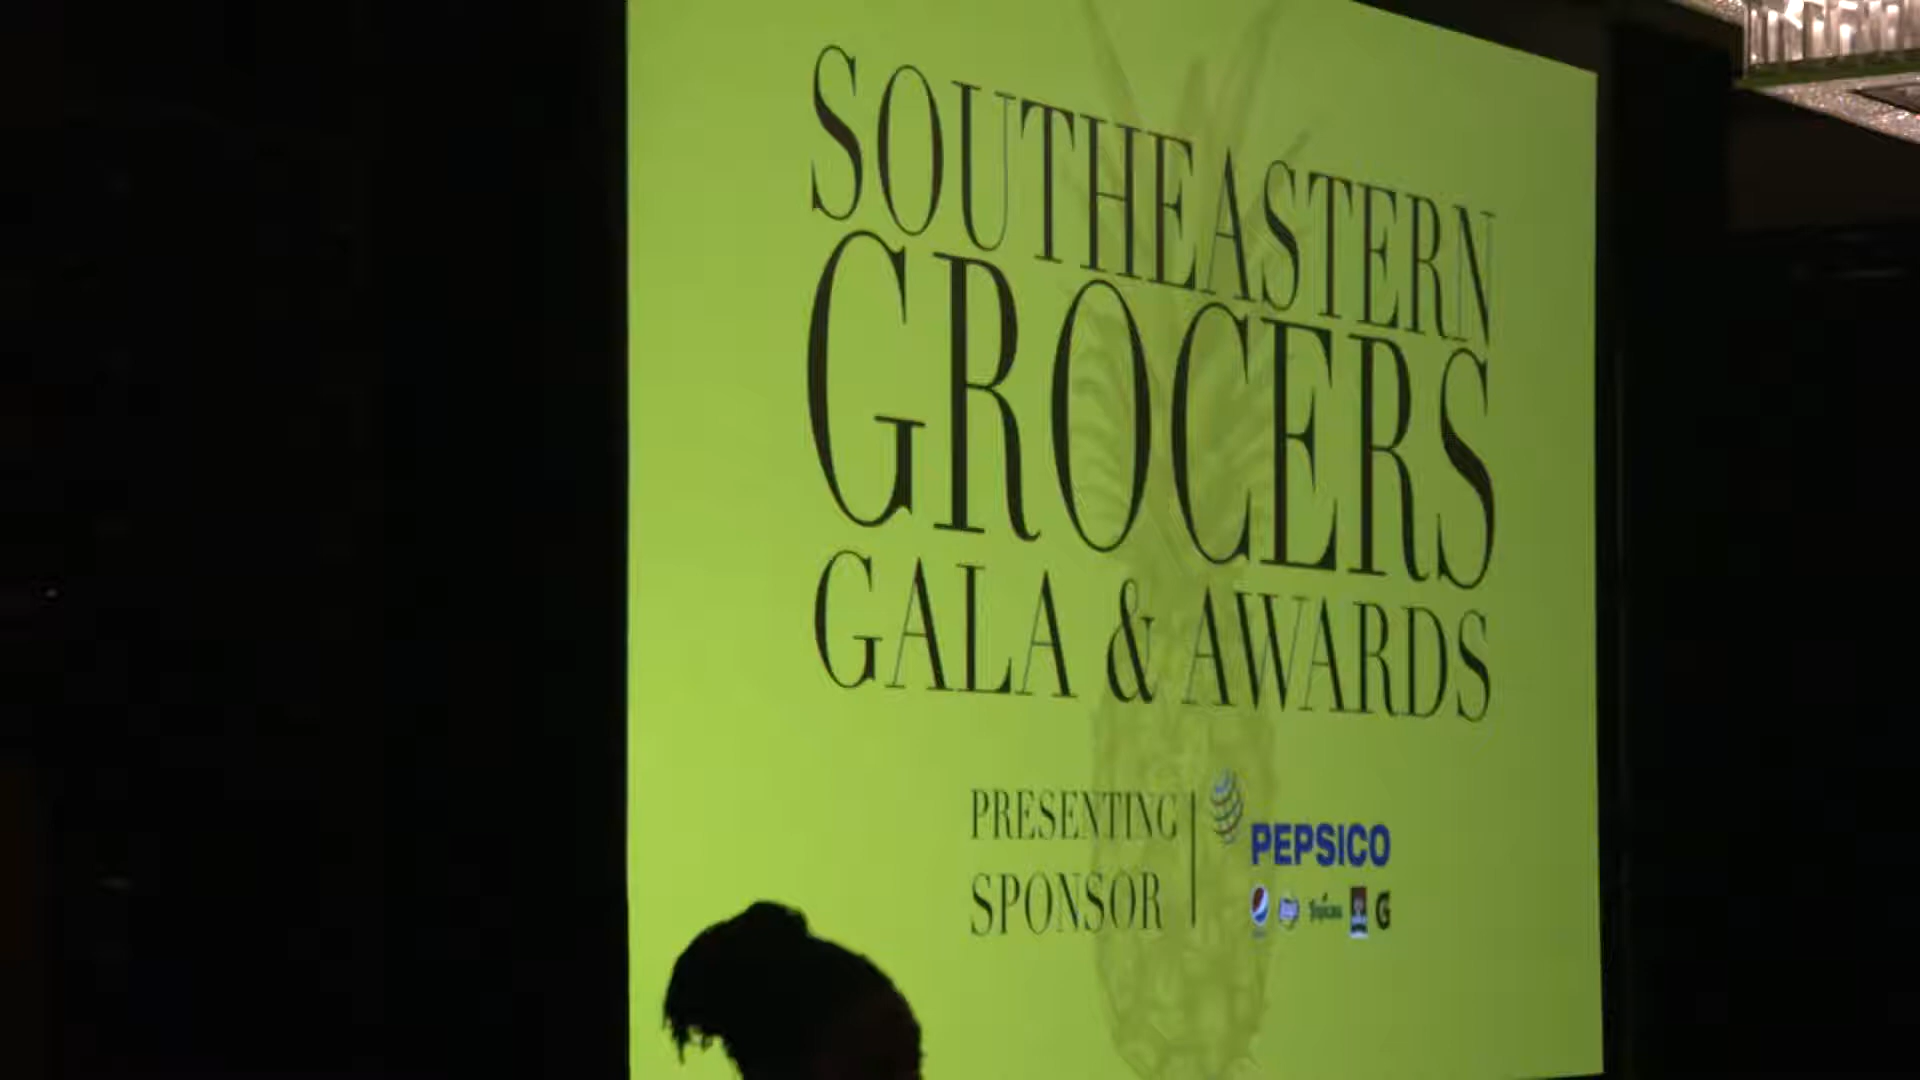 SOUTHEASTERN
GROCERS
GALA & AWARDS
PRESENTING
SPONSOR
PEPSICO
G